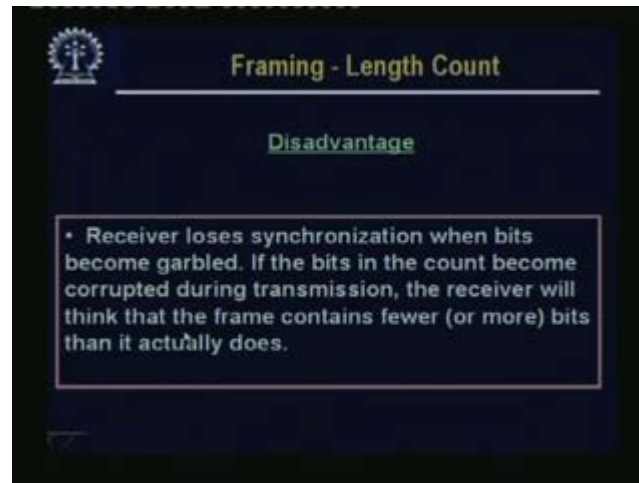 Framing - Length Count
Disadvantage
• Receiver loses synchronization when bits
become garbled. If the bits in the count become
corrupted during transmission, the receiver will
think that the frame contains fewer (or more) bits
than it actually does.